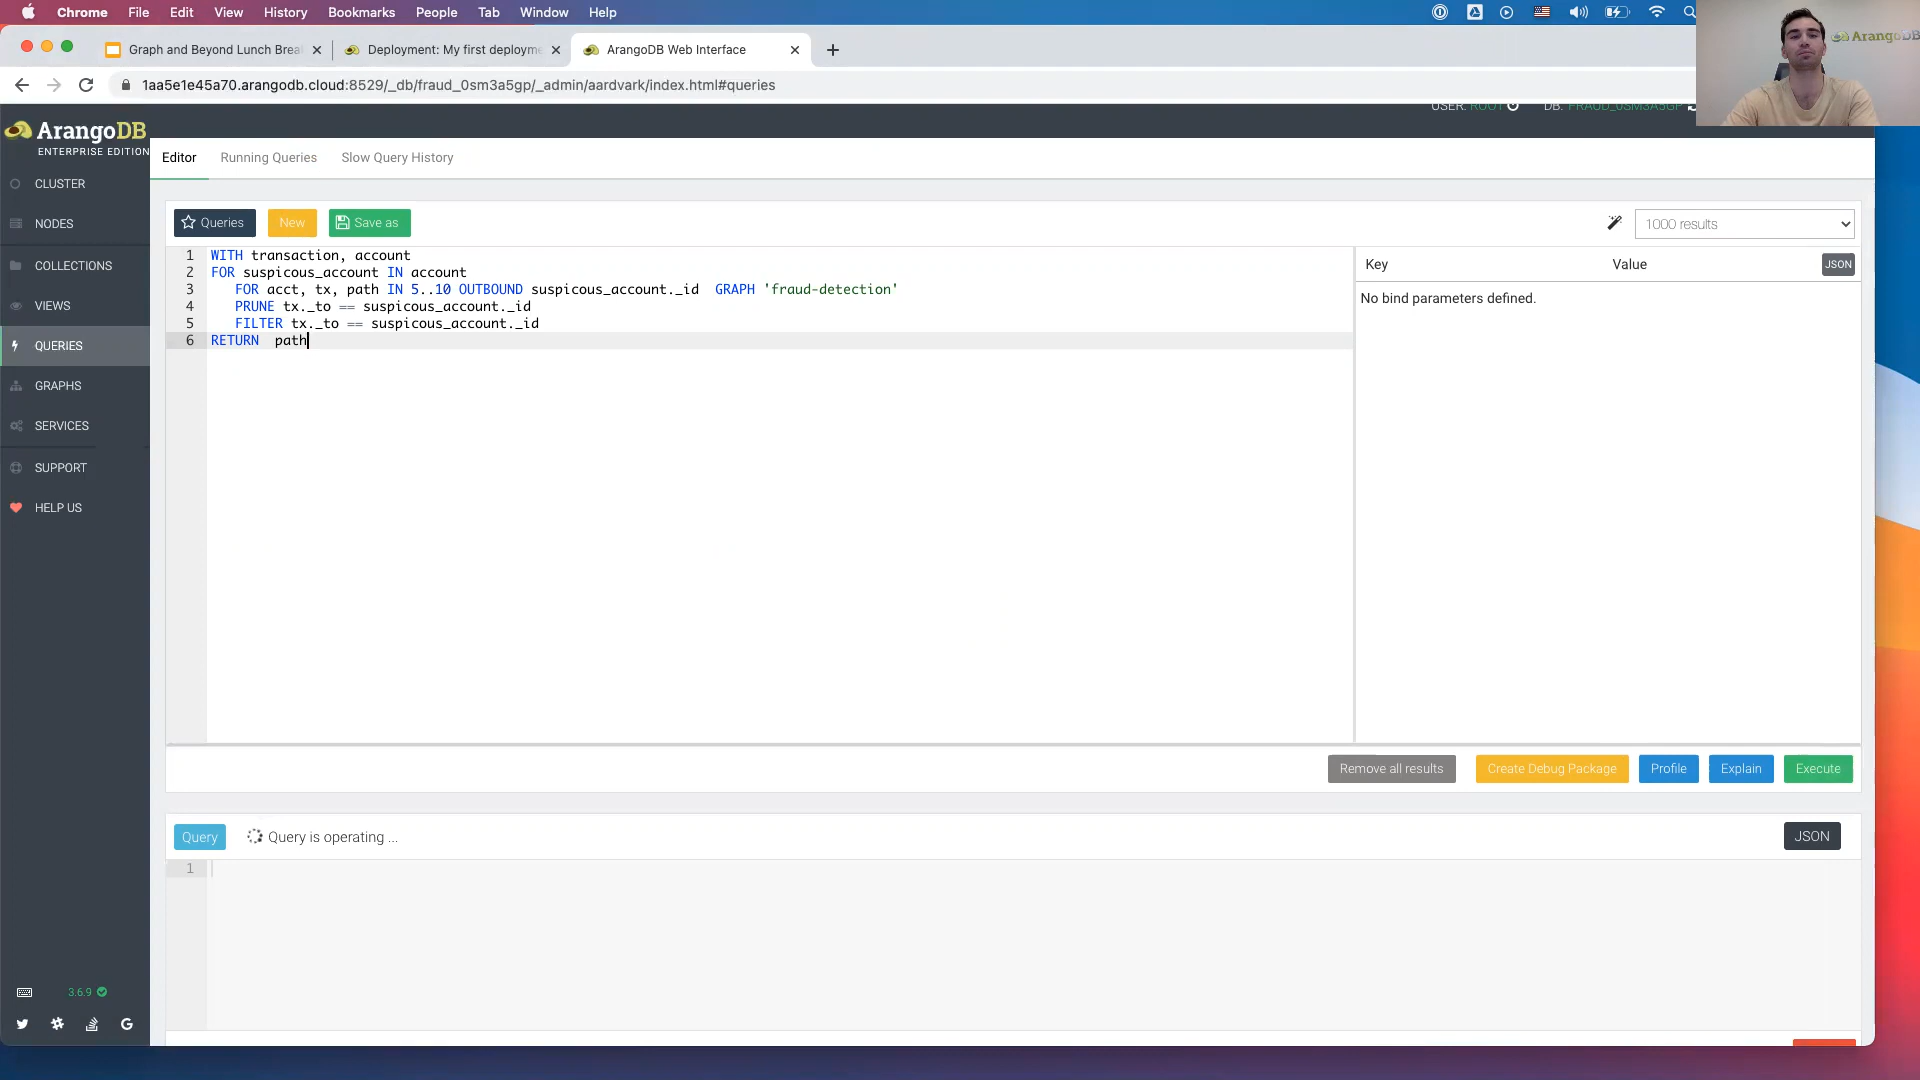 Chrome File Edit View History Bookmarks People Tab Window Help
Graph and Beyond Lunch Brea
Deployment: My first deployme
ArangoDB Web Interface
1aa5e1e45a70.arangodb.cloud:8529/_db/fraud_0sm3a5gp/_admin/aardvark/index.html#queries
ArangoDB
USER: ROOT DB: FRAUD_0SM3A5GP
ArangoDB
ENTERPRISE EDITION
CLUSTER
NODES
COLLECTIONS
VIEWS
QUERIES
GRAPHS
SERVICES
SUPPORT
HELP US
3.6.9
Editor Running Queries Slow Query History
Queries New Save as 1000 results
1 WITH transaction, account
2 FOR suspicous_account IN account
3 FOR acct, tx, path IN 5..10 OUTBOUND suspicous_account._id GRAPH 'fraud-detection'
4 PRUNE tx._to == suspicous_account._id
5 FILTER tx._to == suspicous_account._id
6 RETURN path
Key Value JSON
No bind parameters defined.
Remove all results Create Debug Package Profile Explain Execute
Query Query is operating ... JSON
1